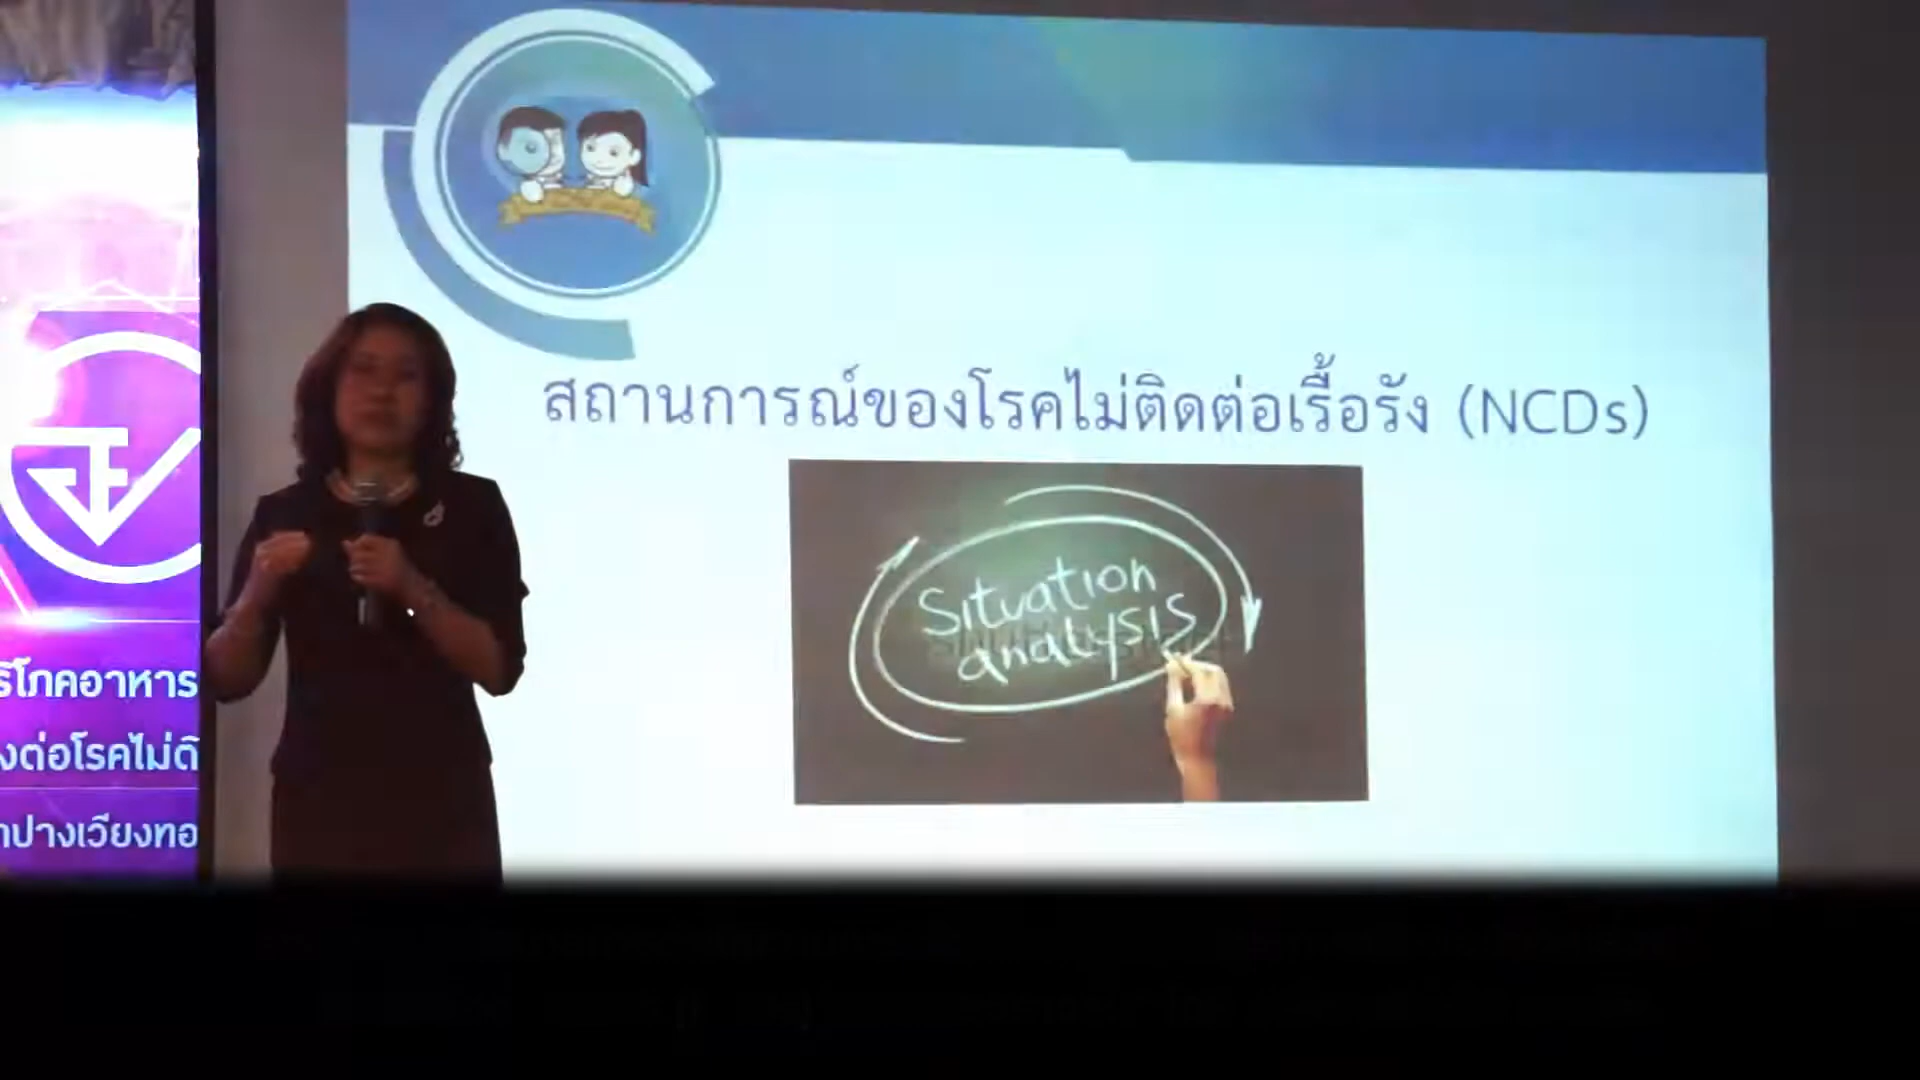 สถานการณ์ของโรคไม่ติดต่อเรื้อรัง (NCDs)
Situation
analysis
ริโภคอาหาร
งต่อโรคไม่ติ
าปางเวียงทอ